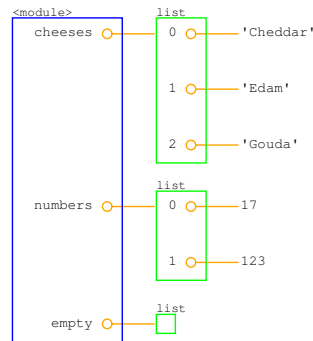 <module> list
cheeses 0 'Cheddar'
1 'Edam'
2 'Gouda'
list
numbers 0 17
1 123
list
empty